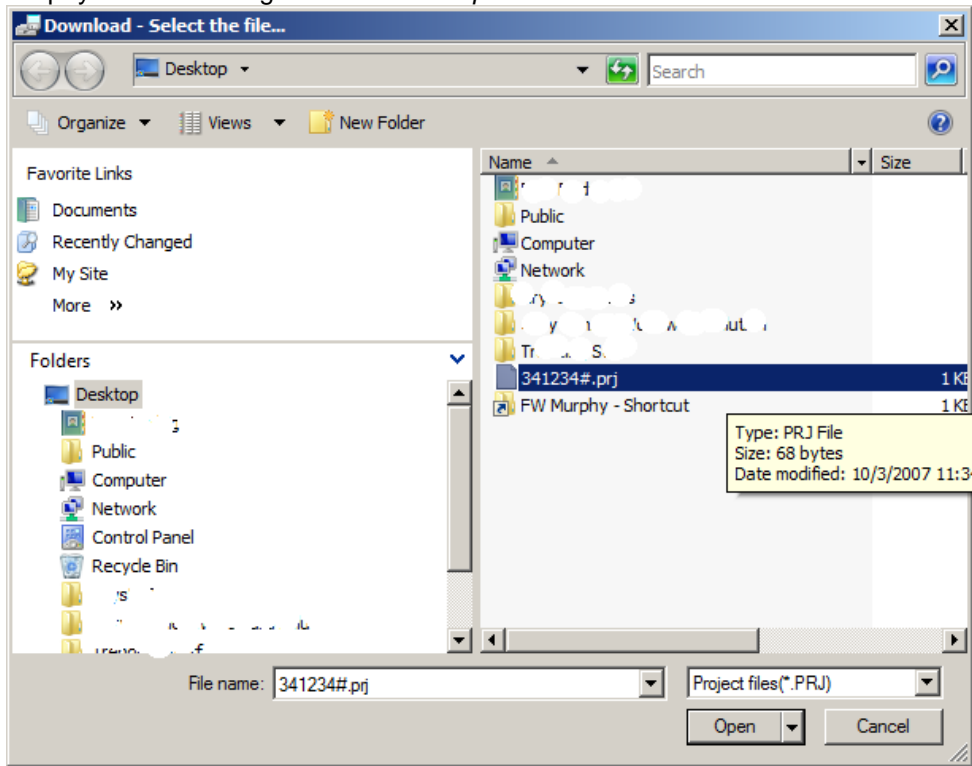 Download - Select the file...
Desktop
Search
Organize Views New Folder
Favorite Links
Documents
Recently Changed
My Site
More »
Folders
Desktop
Public
Computer
Network
Control Panel
Recycle Bin
Name Size
Public
Computer
Network
341234#.prj 1 KB
FW Murphy - Shortcut 1 KB
Type: PRJ File
Size: 68 bytes
Date modified: 10/3/2007
File name: 341234#.prj Project files(*.PRJ)
Open Cancel